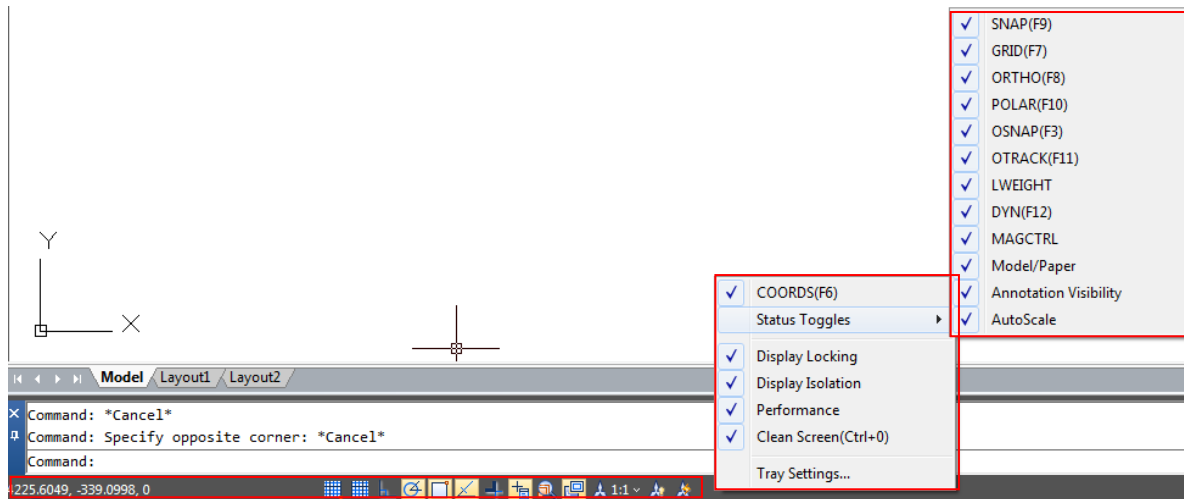 SNAP(F9)
GRID(F7)
ORTHO(F8)
POLAR(F10)
OSNAP(F3)
OTRACK(F11)
LWEIGHT
DYN(F12)
MAGCTRL
Model/Paper
Annotation Visibility
AutoScale
Y
X
COORDS(F6)
Status Toggles
Display Locking
Display Isolation
Performance
Clean Screen(Ctrl+0)
Tray Settings...
Model Layout1 Layout2
Command: *Cancel*
Command: Specify opposite corner: *Cancel*
Command:
4225.6049, -339.0998, 0
1:1